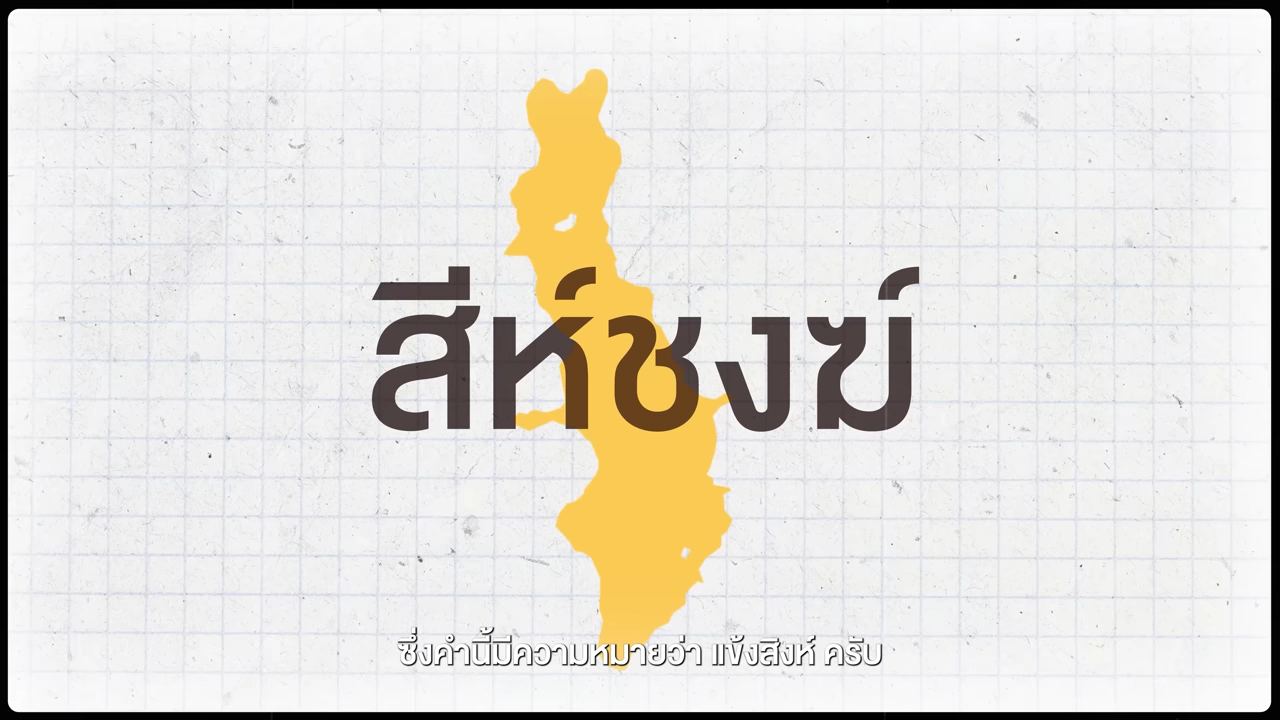 สีห์ชงฆ์
ซึ่งคำนี้มีความหมายว่า แข้งสิงห์ ครับ